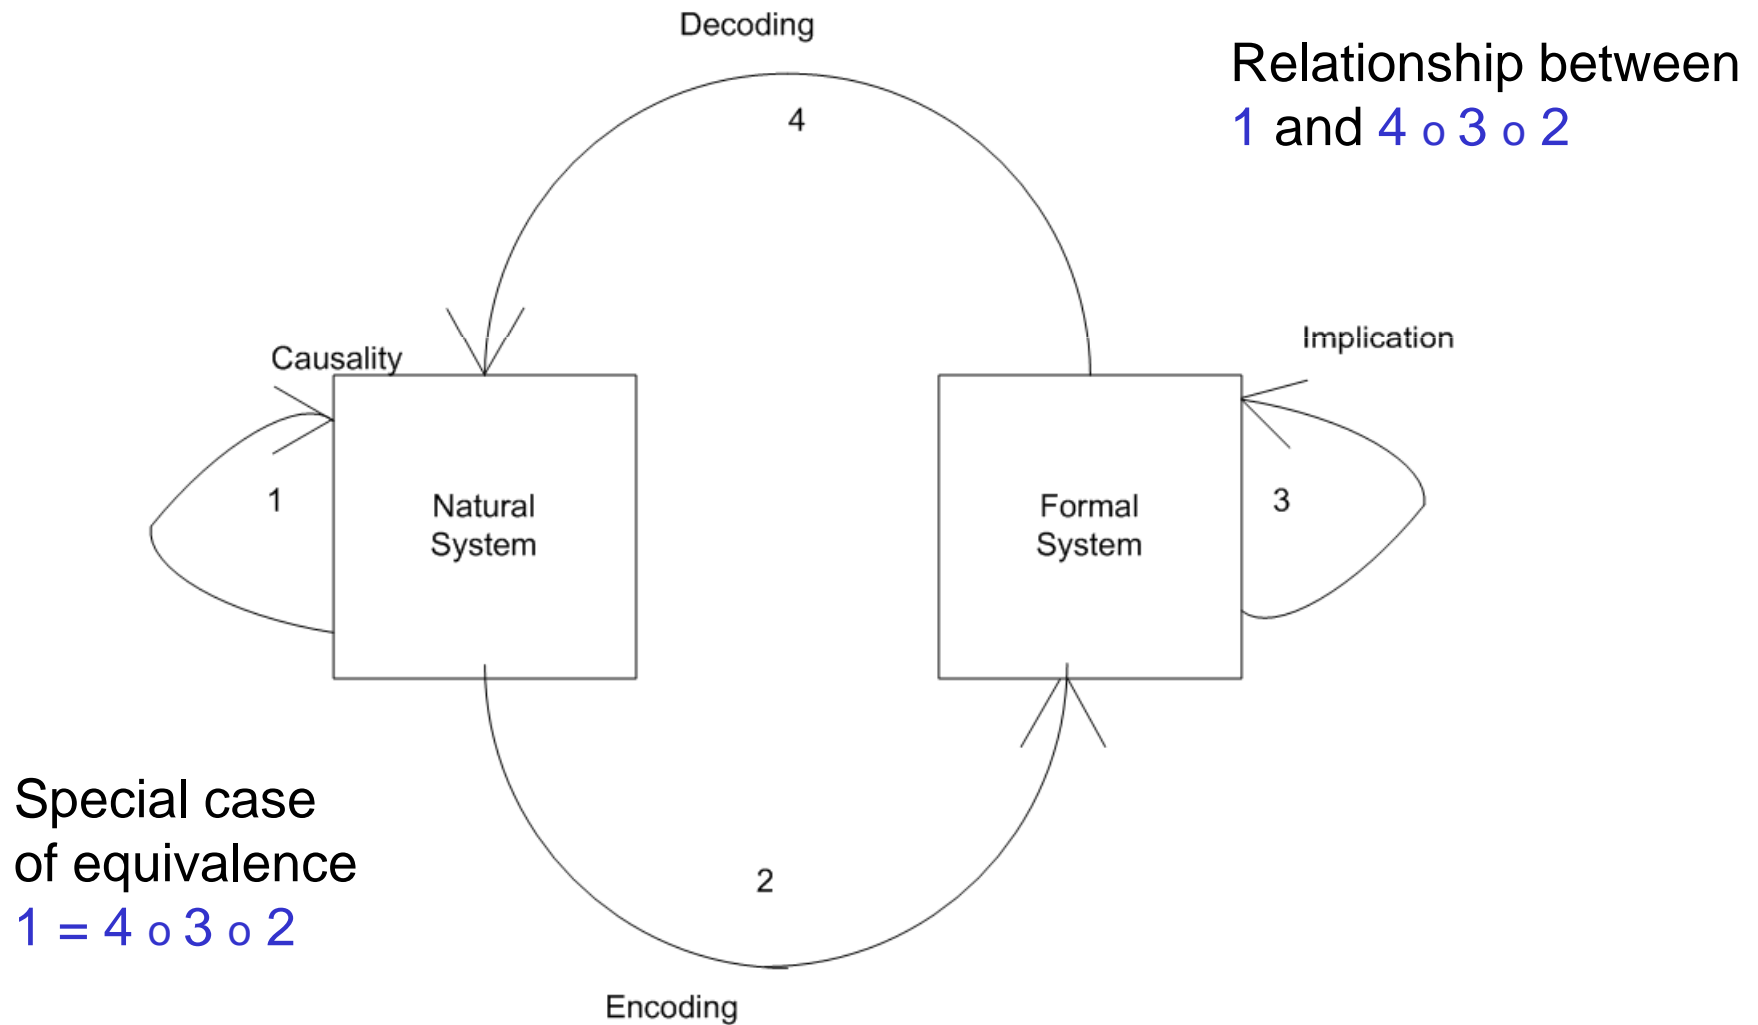 Decoding
Relationship between
1 and 4 o 3 o 2
4
Causality
Implication
1
Natural
System
Formal
System
3
Special case
of equivalence
1 = 4 o 3 o 2
2
Encoding